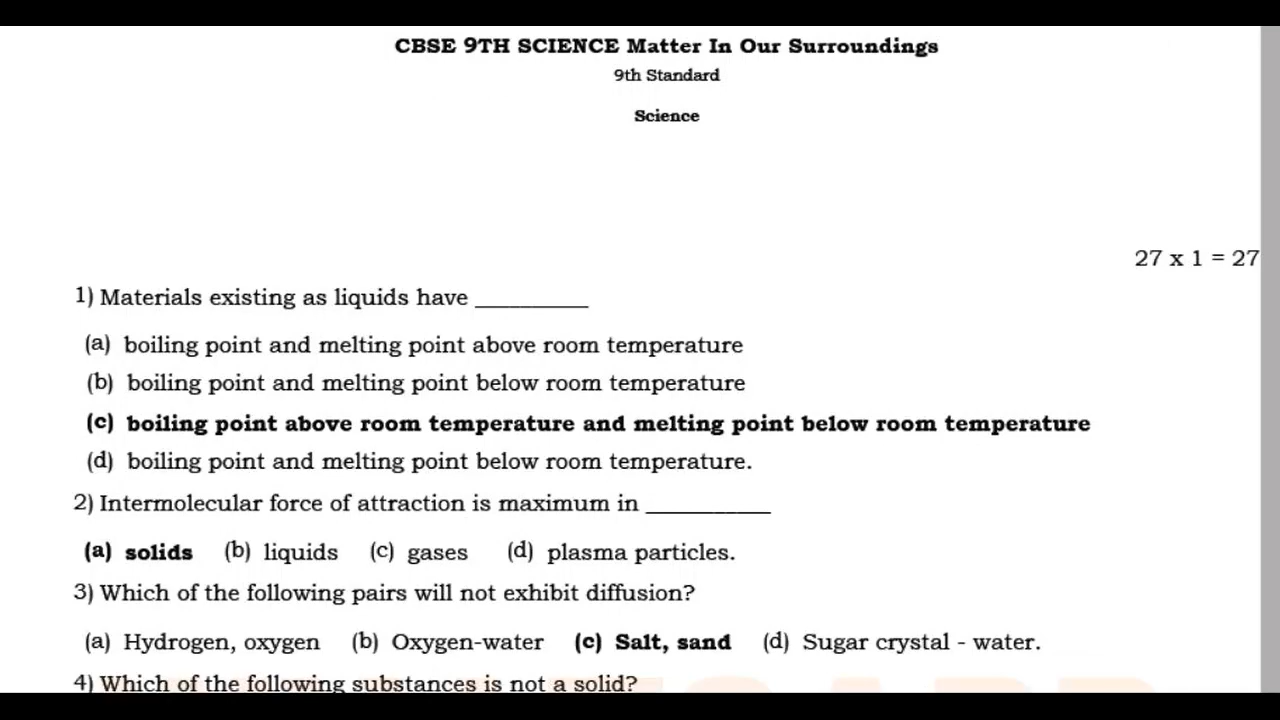 CBSE 9TH SCIENCE Matter In Our Surroundings
9th Standard
Science
27 x 1 = 27
1) Materials existing as liquids have _________
(a) boiling point and melting point above room temperature
(b) boiling point and melting point below room temperature
(c) boiling point above room temperature and melting point below room temperature
(d) boiling point and melting point below room temperature.
2) Intermolecular force of attraction is maximum in __________
(a) solids (b) liquids (c) gases (d) plasma particles.
3) Which of the following pairs will not exhibit diffusion?
(a) Hydrogen, oxygen (b) Oxygen-water (c) Salt, sand (d) Sugar crystal - water.
4) Which of the following substances is not a solid?